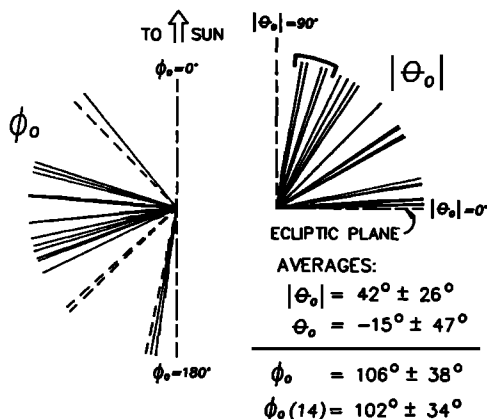 TO SUN
ϕₒ=0°
ϕₒ
ϕₒ=180°
|Θₒ|=90°
|Θₒ|
|Θₒ|=0°
ECLIPTIC PLANE
AVERAGES:
|Θₒ| = 42° ± 26°
Θₒ = -15° ± 47°
ϕₒ = 106° ± 38°
ϕₒ(14) = 102° ± 34°